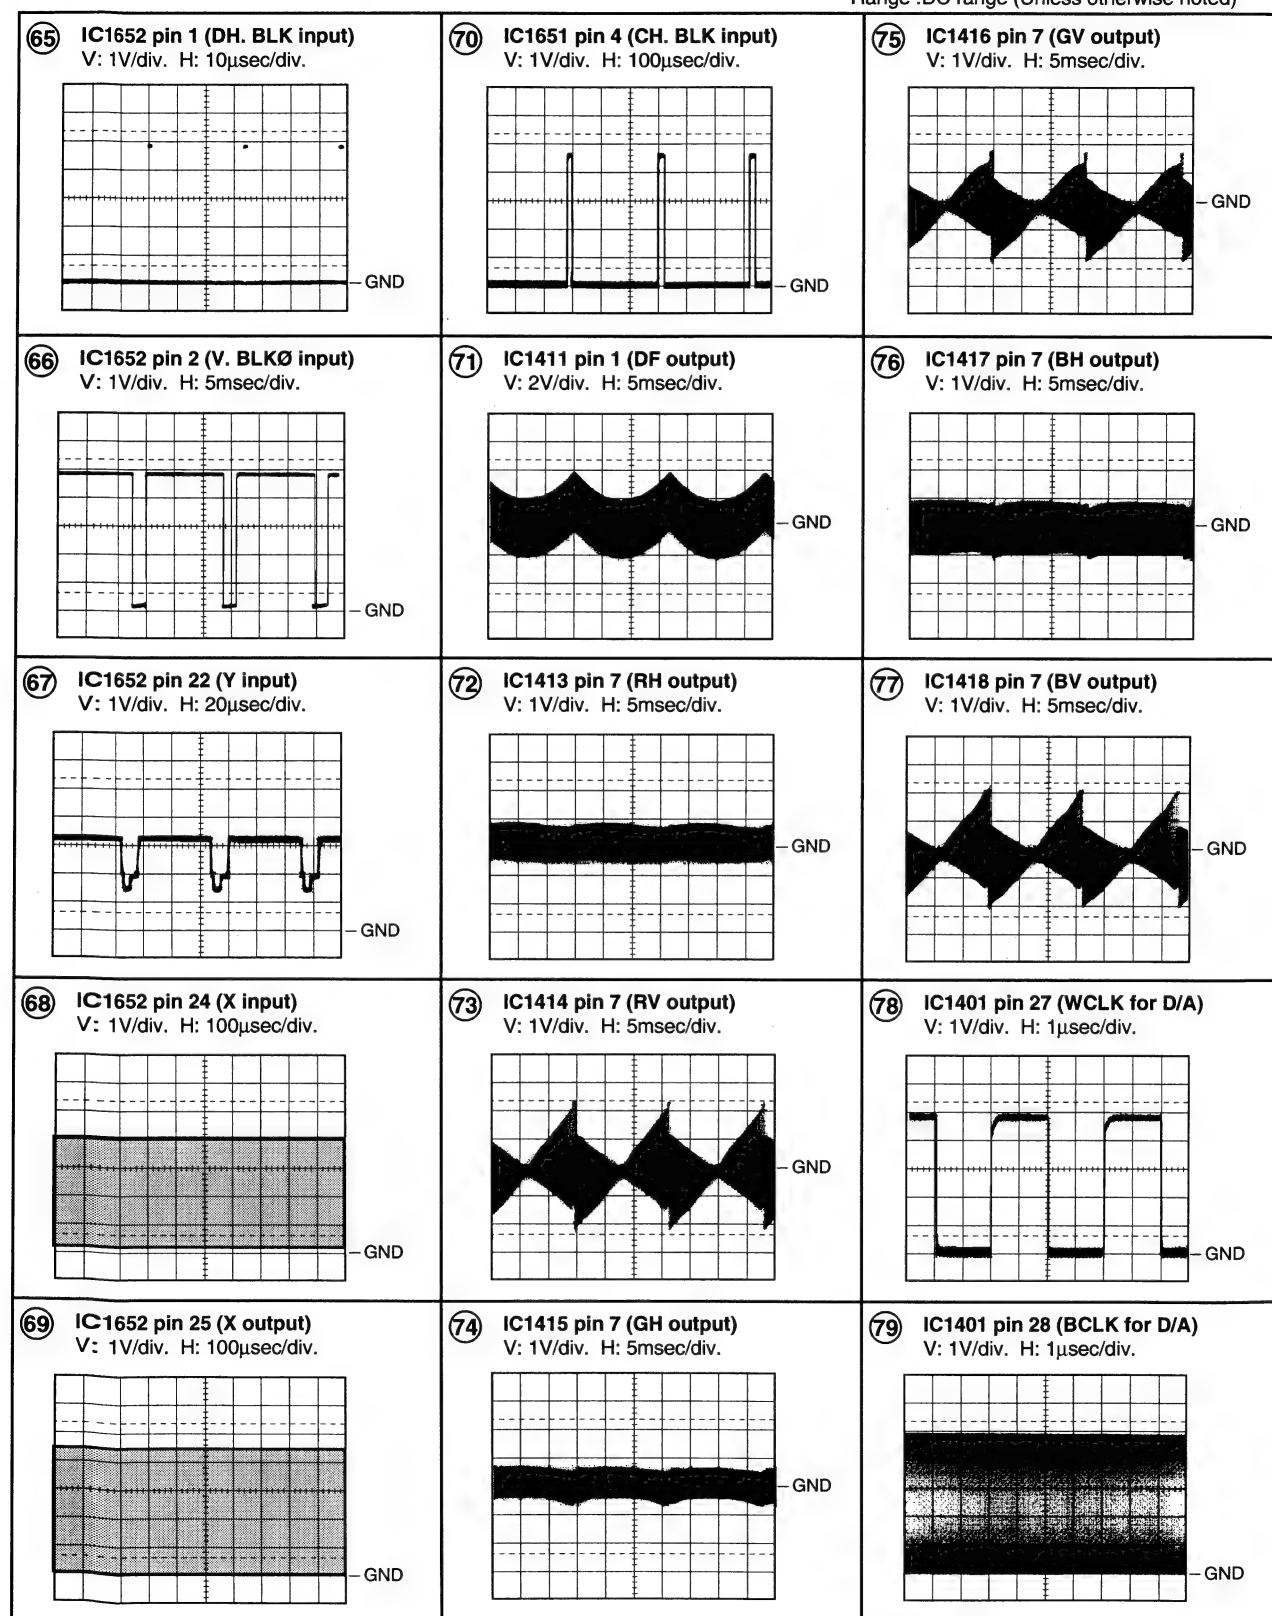 Range :DC range (Unless otherwise noted)
65 IC1652 pin 1 (DH. BLK input)
V: 1V/div. H: 10μsec/div.
GND
70 IC1651 pin 4 (CH. BLK input)
V: 1V/div. H: 100μsec/div.
GND
75 IC1416 pin 7 (GV output)
V: 1V/div. H: 5msec/div.
GND
66 IC1652 pin 2 (V. BLKØ input)
V: 1V/div. H: 5msec/div.
GND
71 IC1411 pin 1 (DF output)
V: 2V/div. H: 5msec/div.
GND
76 IC1417 pin 7 (BH output)
V: 1V/div. H: 5msec/div.
GND
67 IC1652 pin 22 (Y input)
V: 1V/div. H: 20μsec/div.
GND
72 IC1413 pin 7 (RH output)
V: 1V/div. H: 5msec/div.
GND
77 IC1418 pin 7 (BV output)
V: 1V/div. H: 5msec/div.
GND
68 IC1652 pin 24 (X input)
V: 1V/div. H: 100μsec/div.
GND
73 IC1414 pin 7 (RV output)
V: 1V/div. H: 5msec/div.
GND
78 IC1401 pin 27 (WCLK for D/A)
V: 1V/div. H: 1μsec/div.
GND
69 IC1652 pin 25 (X output)
V: 1V/div. H: 100μsec/div.
GND
74 IC1415 pin 7 (GH output)
V: 1V/div. H: 5msec/div.
GND
79 IC1401 pin 28 (BCLK for D/A)
V: 1V/div. H: 1μsec/div.
GND